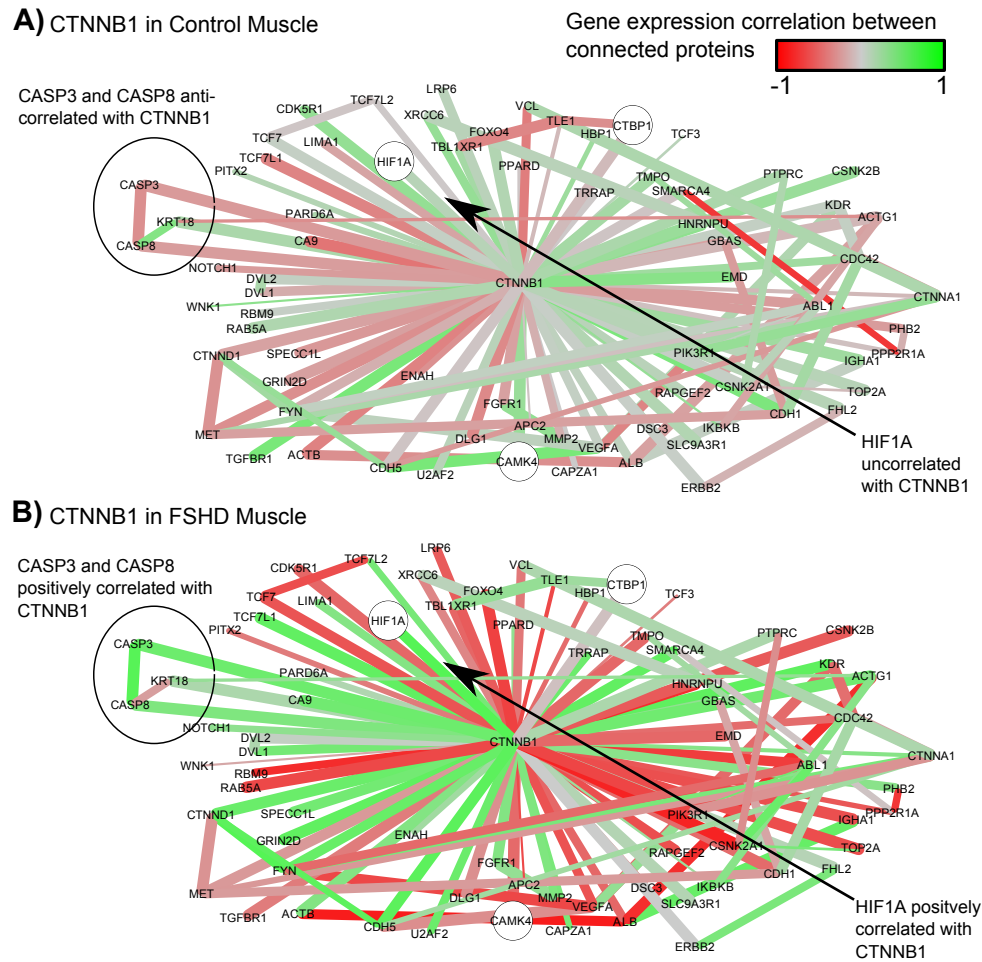 A) CTNNB1 in Control Muscle
Gene expression correlation between
connected proteins
-1
1
CASP3 and CASP8 anti-
correlated with CTNNB1
LRP6
TCF7L2
CDK5R1
XRCC6
VCL
TLE1
CTBP1
FOXO4
HBP1
TCF3
TCF7
LIMA1
TBL1XR1
TCF7L1
HIF1A
PPARD
PITX2
TMPO
PTPRC
CSNK2B
CASP3
TRRAP
SMARCA4
KDR
KRT18
PARD6A
ACTG1
HNRNPU
CASP8
CA9
GBAS
CDC42
NOTCH1
DVL2
CTNNB1
EMD
DVL1
CTNNA1
WNK1
RBM9
ABL1
RAB5A
PHB2
CTNND1
SPECC1L
PIK3R1
PPP2R1A
IGHA1
GRIN2D
ENAH
CSNK2A1
RAPGEF2
TOP2A
FYN
FGFR1
CDH1
FHL2
MET
APC2
DSC3
IKBKB
DLG1
MMP2
SLC9A3R1
TGFBR1
ACTB
VEGFA
CDH5
CAMK4
ALB
U2AF2
CAPZA1
ERBB2
HIF1A
uncorrelated
with CTNNB1
B) CTNNB1 in FSHD Muscle
CASP3 and CASP8
positively correlated with
CTNNB1
LRP6
TCF7L2
CDK5R1
XRCC6
VCL
TLE1
CTBP1
FOXO4
HBP1
TCF3
TCF7
LIMA1
TBL1XR1
TCF7L1
HIF1A
PPARD
PITX2
TMPO
PTPRC
CSNK2B
CASP3
TRRAP
SMARCA4
KDR
KRT18
PARD6A
ACTG1
HNRNPU
CASP8
CA9
GBAS
CDC42
NOTCH1
DVL2
CTNNB1
EMD
DVL1
CTNNA1
WNK1
RBM9
ABL1
RAB5A
PHB2
CTNND1
SPECC1L
PIK3R1
PPP2R1A
IGHA1
GRIN2D
ENAH
CSNK2A1
RAPGEF2
TOP2A
FYN
FGFR1
CDH1
FHL2
MET
APC2
DSC3
IKBKB
DLG1
MMP2
SLC9A3R1
TGFBR1
ACTB
VEGFA
CDH5
CAMK4
ALB
U2AF2
CAPZA1
ERBB2
HIF1A positvely
correlated with
CTNNB1